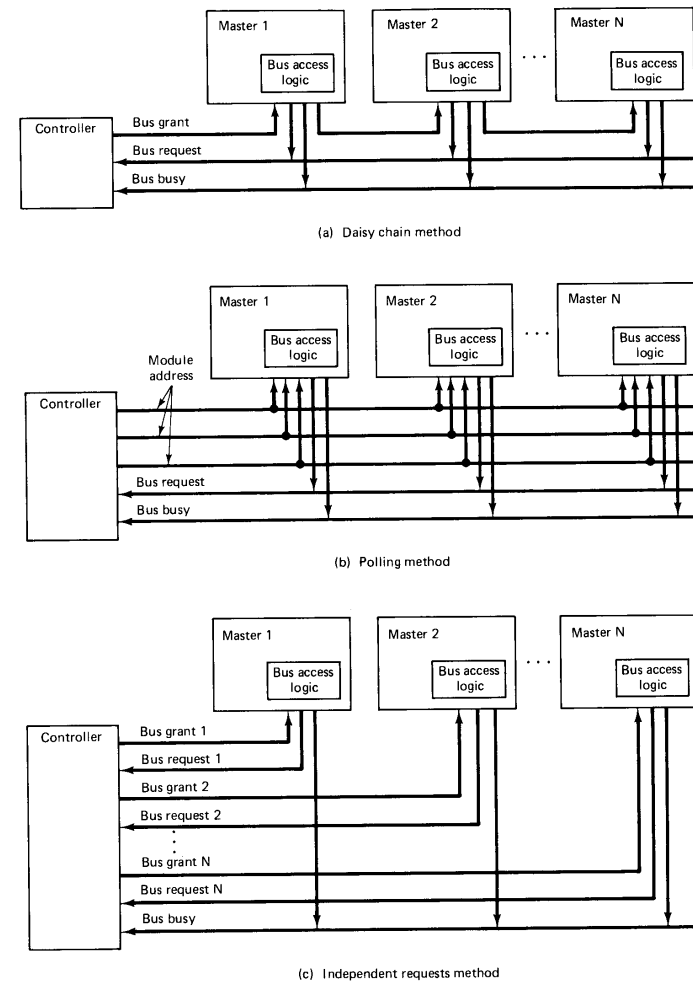 Master 1
Master 2
Master N
Bus access
logic
Bus access
logic
. . .
Bus access
logic
Controller
Bus grant
Bus request
Bus busy
(a) Daisy chain method
Master 1
Master 2
Master N
Bus access
logic
Bus access
logic
. . .
Bus access
logic
Module
address
Controller
Bus request
Bus busy
(b) Polling method
Master 1
Master 2
Master N
Bus access
logic
Bus access
logic
. . .
Bus access
logic
Controller
Bus grant 1
Bus request 1
Bus grant 2
Bus request 2
Bus grant N
Bus request N
Bus busy
(c) Independent requests method